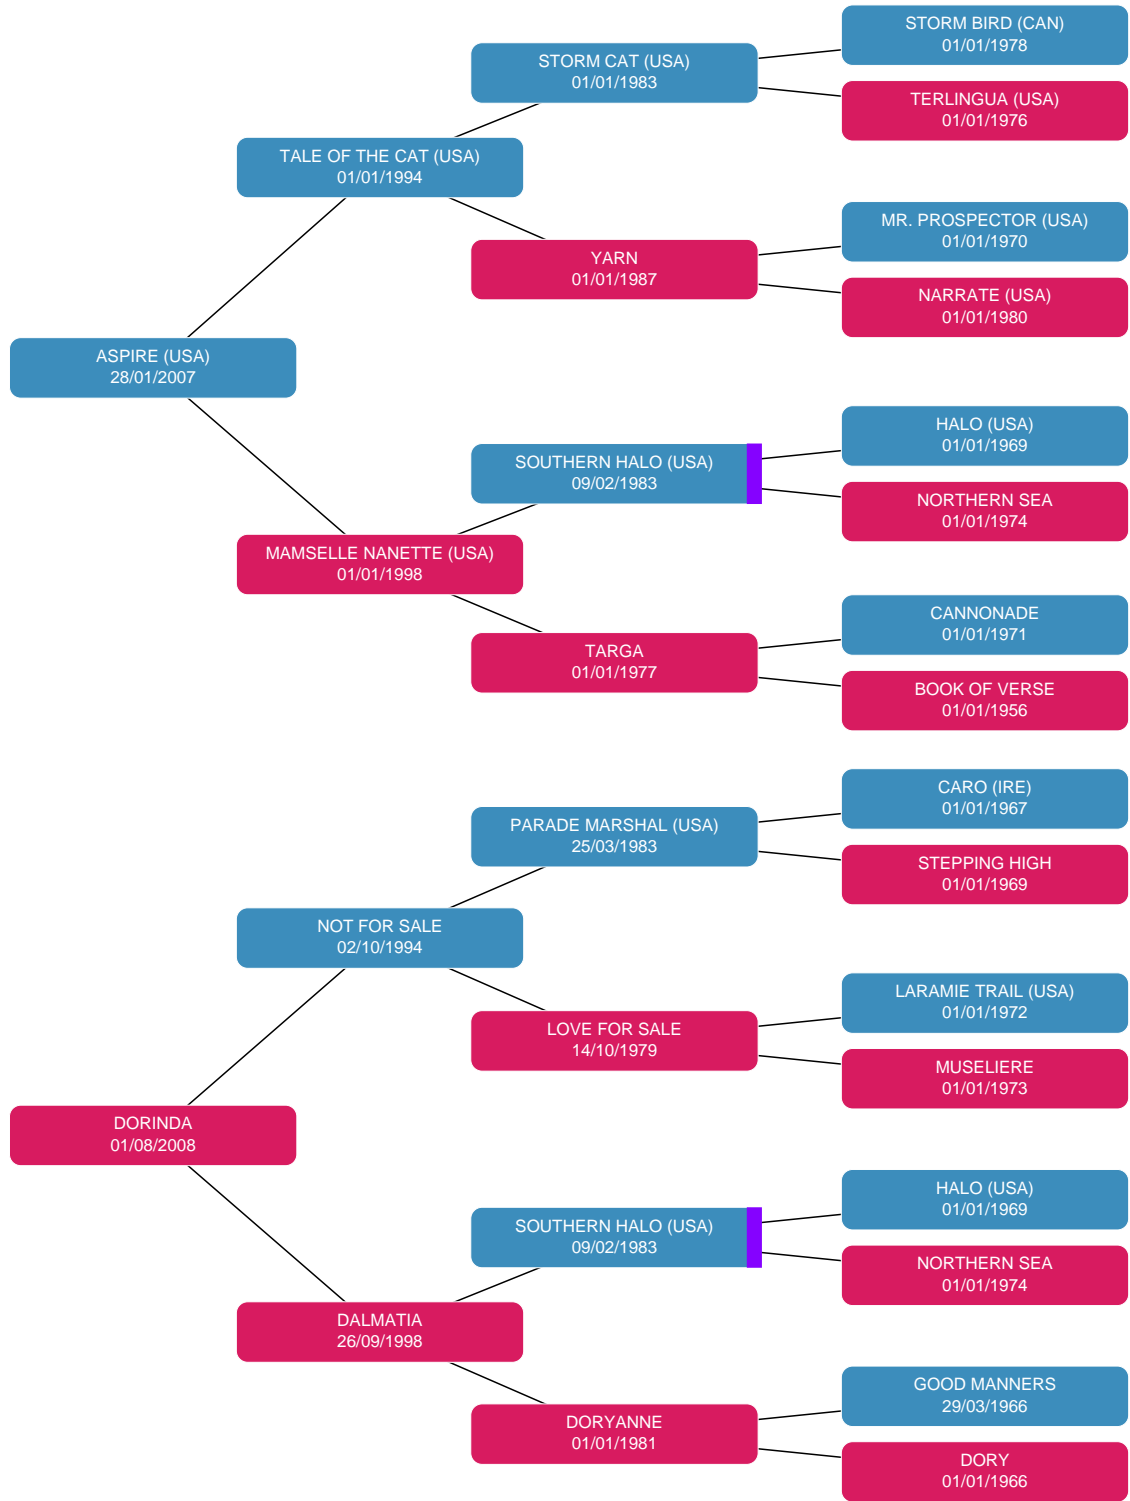 STORM BIRD (CAN)
01/01/1978
STORM CAT (USA)
01/01/1983
TERLINGUA (USA)
01/01/1976
TALE OF THE CAT (USA)
01/01/1994
MR. PROSPECTOR (USA)
01/01/1970
YARN
01/01/1987
NARRATE (USA)
01/01/1980
ASPIRE (USA)
28/01/2007
HALO (USA)
01/01/1969
SOUTHERN HALO (USA)
09/02/1983
NORTHERN SEA
01/01/1974
MAMSELLE NANETTE (USA)
01/01/1998
CANNONADE
01/01/1971
TARGA
01/01/1977
BOOK OF VERSE
01/01/1956
CARO (IRE)
01/01/1967
PARADE MARSHAL (USA)
25/03/1983
STEPPING HIGH
01/01/1969
NOT FOR SALE
02/10/1994
LARAMIE TRAIL (USA)
01/01/1972
LOVE FOR SALE
14/10/1979
MUSELIERE
01/01/1973
DORINDA
01/08/2008
HALO (USA)
01/01/1969
SOUTHERN HALO (USA)
09/02/1983
NORTHERN SEA
01/01/1974
DALMATIA
26/09/1998
GOOD MANNERS
29/03/1966
DORYANNE
01/01/1981
DORY
01/01/1966